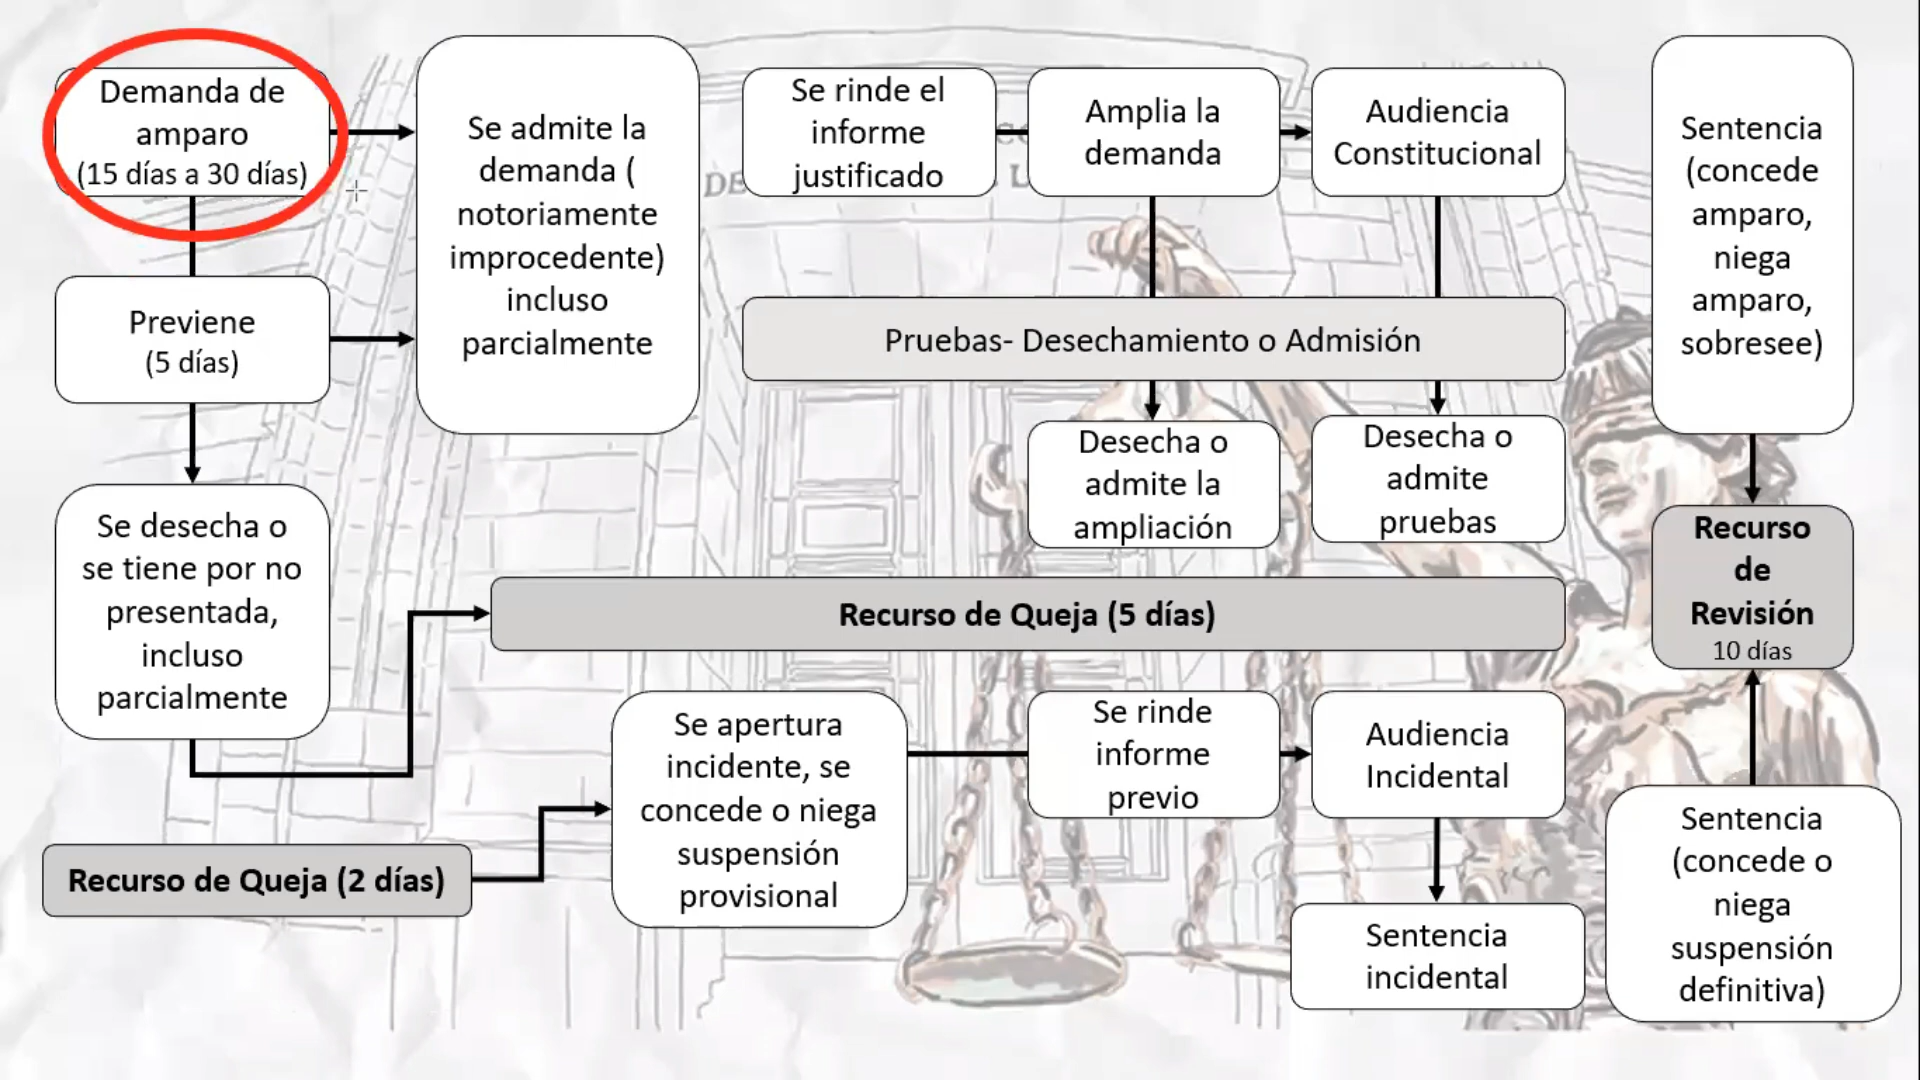 Demanda de
amparo
(15 días a 30 días)
Se admite la
demanda (
notoriamente
improcedente)
incluso
parcialmente
Se rinde el
informe
justificado
Amplia la
demanda
Audiencia
Constitucional
Sentencia
(concede
amparo,
niega
amparo,
sobresee)
Previene
(5 días)
Pruebas- Desechamiento o Admisión
Desecha o
admite la
ampliación
Desecha o
admite
pruebas
Se desecha o
se tiene por no
presentada,
incluso
parcialmente
Recurso de Queja (5 días)
Recurso
de
Revisión
10 días
Se apertura
incidente, se
concede o niega
suspensión
provisional
Se rinde
informe
previo
Audiencia
Incidental
Recurso de Queja (2 días)
Sentencia
incidental
Sentencia
(concede o
niega
suspensión
definitiva)